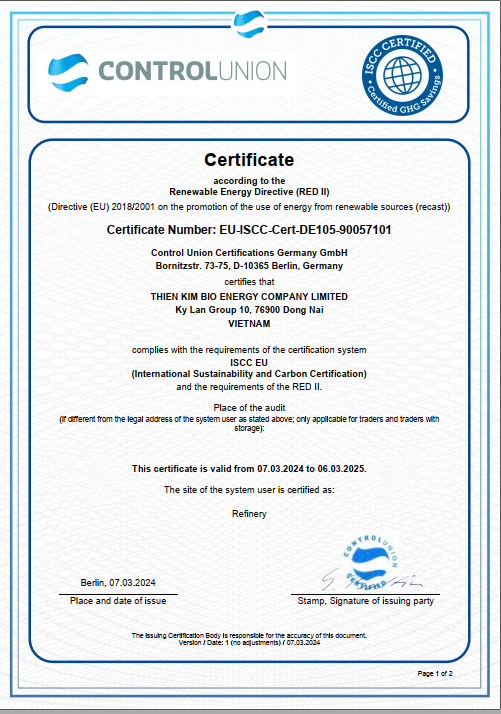 CONTROLUNION
ISCC CERTIFIED
Certified GHG Savings
Certificate
according to the
Renewable Energy Directive (RED II)
(Directive (EU) 2018/2001 on the promotion of the use of energy from renewable sources (recast))
Certificate Number: EU-ISCC-Cert-DE105-90057101
Control Union Certifications Germany GmbH
Bornitzstr. 73-75, D-10365 Berlin, Germany
certifies that
THIEN KIM BIO ENERGY COMPANY LIMITED
Ky Lan Group 10, 76900 Dong Nai
VIETNAM
complies with the requirements of the certification system
ISCC EU
(International Sustainability and Carbon Certification)
and the requirements of the RED II.
Place of the audit
(If different from the legal address of the system user as stated above; only applicable for traders and traders with
storage):
This certificate is valid from 07.03.2024 to 06.03.2025.
The site of the system user is certified as:
Refinery
CONTROLUNION
CERTIFIED
Berlin, 07.03.2024
Place and date of issue
Stamp, Signature of issuing party
The Issuing Certification Body is responsible for the accuracy of this document.
Version / Date: 1 (no adjustments) / 07.03.2024
Page 1 of 2